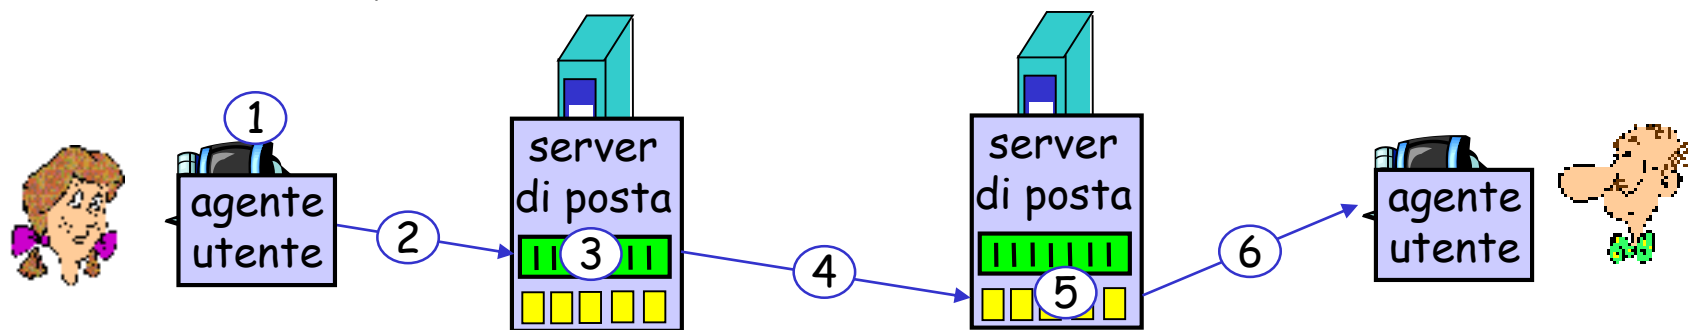 1
agente
utente
2
server
di posta
3
4
server
di posta
5
6
agente
utente